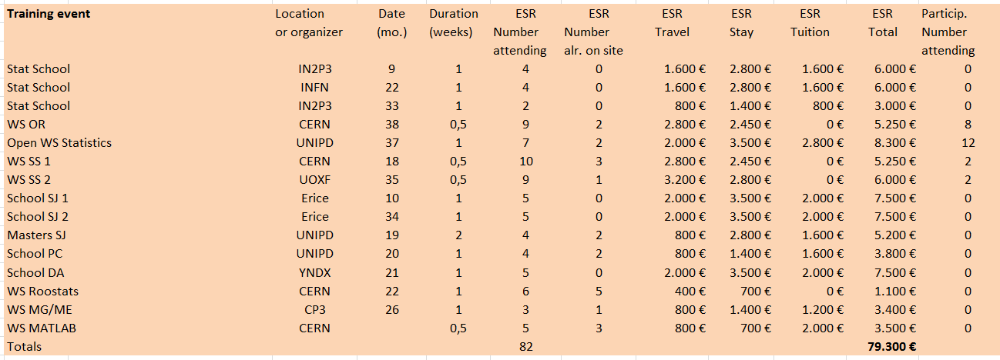 Training event Location Date Duration ESR ESR ESR ESR ESR ESR Particip.
or organizer (mo.) (weeks) Number Number Travel Stay Tuition Total Number
attending alr. on site attending
Stat School IN2P3 9 1 4 0 1.600 € 2.800 € 1.600 € 6.000 € 0
Stat School INFN 22 1 4 0 1.600 € 2.800 € 1.600 € 6.000 € 0
Stat School IN2P3 33 1 2 0 800 € 1.400 € 800 € 3.000 € 0
WS OR CERN 38 0,5 9 2 2.800 € 2.450 € 0 € 5.250 € 8
Open WS Statistics UNIPD 37 1 7 2 2.000 € 3.500 € 2.800 € 8.300 € 12
WS SS 1 CERN 18 0,5 10 3 2.800 € 2.450 € 0 € 5.250 € 2
WS SS 2 UOXF 35 0,5 9 1 3.200 € 2.800 € 0 € 6.000 € 2
School SJ 1 Erice 10 1 5 0 2.000 € 3.500 € 2.000 € 7.500 € 0
School SJ 2 Erice 34 1 5 0 2.000 € 3.500 € 2.000 € 7.500 € 0
Masters SJ UNIPD 19 2 4 2 800 € 2.800 € 1.600 € 5.200 € 0
School PC UNIPD 20 1 4 2 800 € 1.400 € 1.600 € 3.800 € 0
School DA YNDX 21 1 5 0 2.000 € 3.500 € 2.000 € 7.500 € 0
WS Roostats CERN 22 1 6 5 400 € 700 € 0 € 1.100 € 0
WS MG/ME CP3 26 1 3 1 800 € 1.400 € 1.200 € 3.400 € 0
WS MATLAB CERN 0,5 5 3 800 € 700 € 2.000 € 3.500 € 0
Totals 82 79.300 €